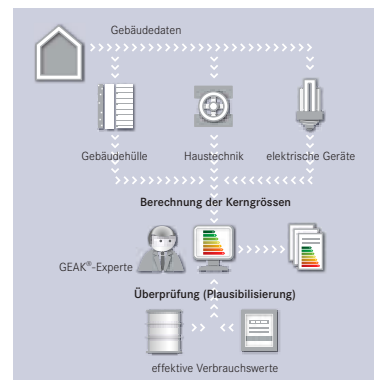 Gebäudedaten
Gebäudehülle Haustechnik elektrische Geräte
Berechnung der Kerngrössen
GEAK®-Experte
Überprüfung (Plausibilisierung)
effektive Verbrauchswerte